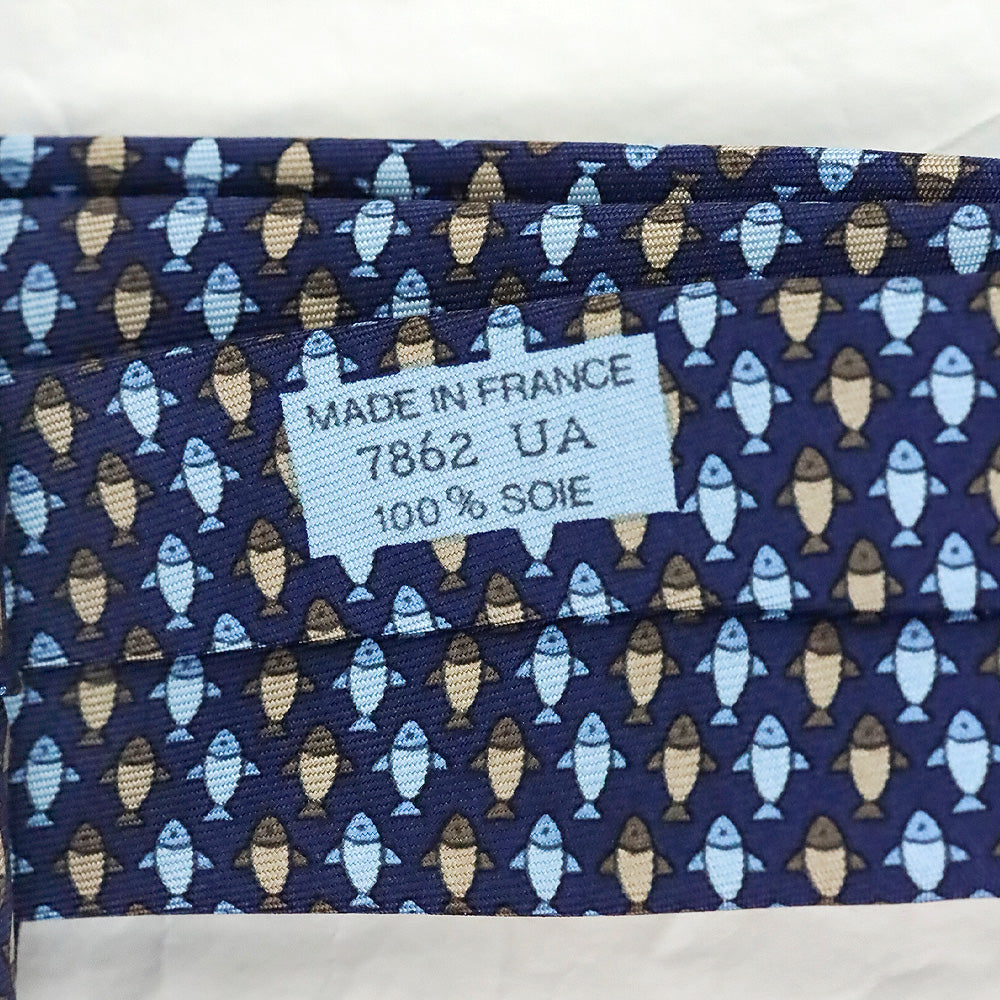 MADE IN FRANCE
7862 UA
100% SOIE